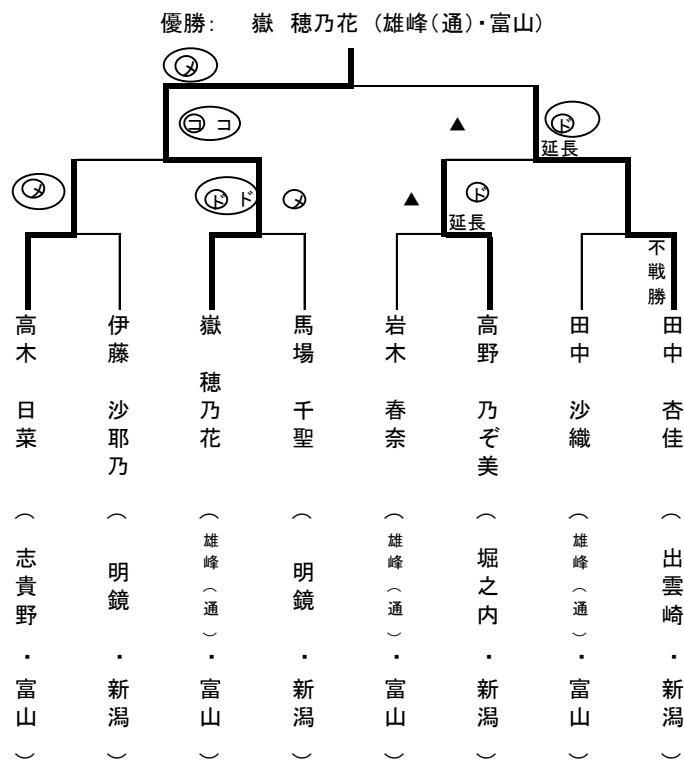 優勝： 嶽 穂乃花 （雄峰（通）・富山）
メ
コ コ
▲
ド
延長
メ
ド ド
メ
▲
ド
延長
不戦勝
高木 日菜 （ 志貴野 ・ 富山 ）
伊藤 沙耶乃 （ 明鏡 ・ 新潟 ）
嶽 穂乃花 （ 雄峰（通） ・ 富山 ）
馬場 千聖 （ 明鏡 ・ 新潟 ）
岩木 春奈 （ 雄峰（通） ・ 富山 ）
高野 乃ぞ美 （ 堀之内 ・ 新潟 ）
田中 沙織 （ 雄峰（通） ・ 富山 ）
田中 杏佳 （ 出雲崎 ・ 新潟 ）